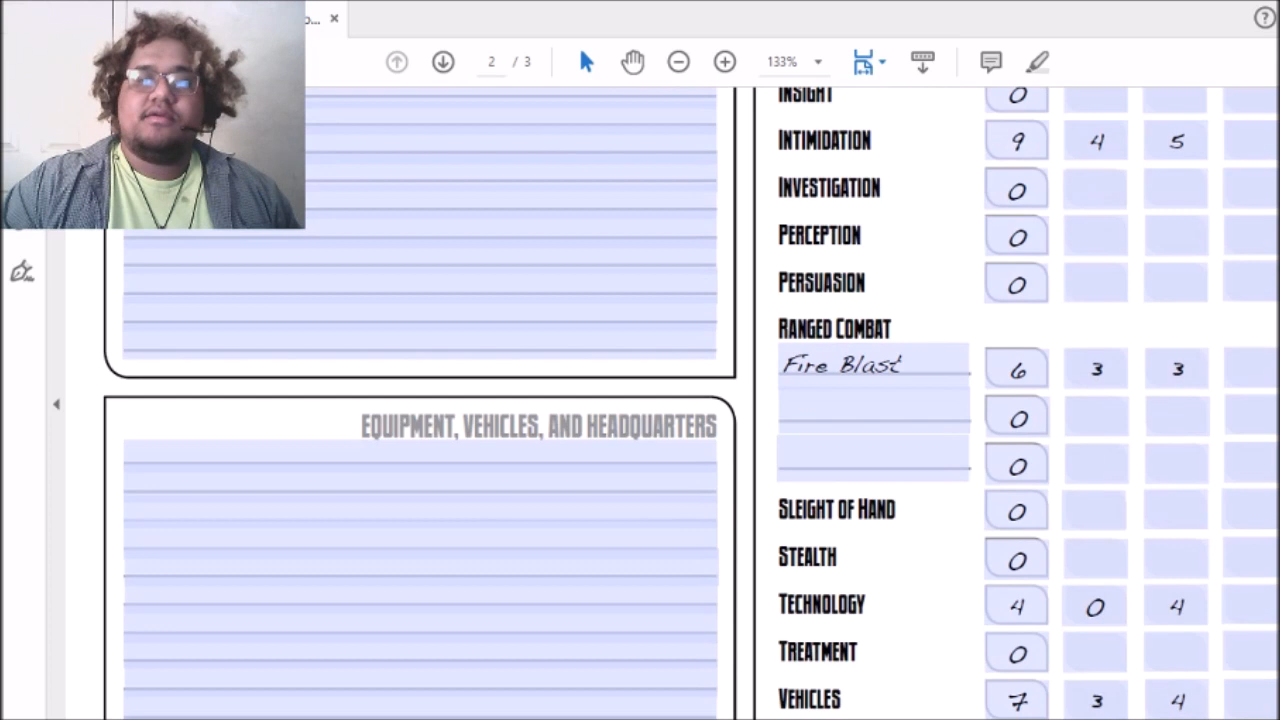 o...
2 / 3
133%
INSIGHT 0
INTIMIDATION 9 4 5
INVESTIGATION 0
PERCEPTION 0
PERSUASION 0
RANGED COMBAT
Fire Blast 6 3 3
0
0
EQUIPMENT, VEHICLES, AND HEADQUARTERS
SLEIGHT OF HAND 0
STEALTH 0
TECHNOLOGY 4 0 4
TREATMENT 0
VEHICLES 7 3 4